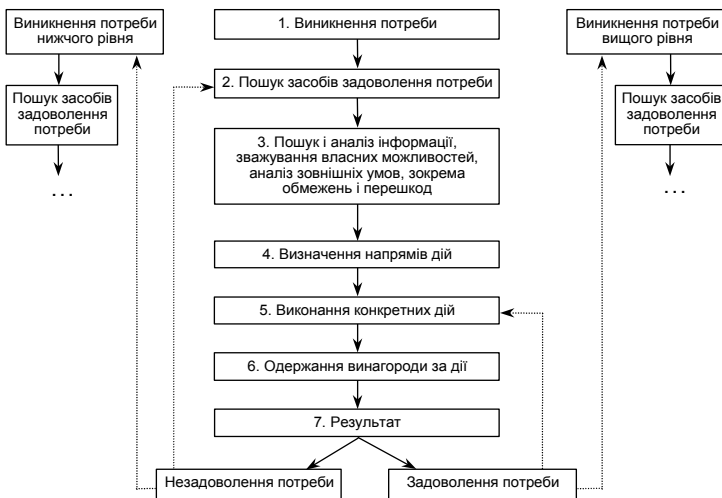 Виникнення потреби
нижчого рівня
Пошук засобів
задоволення
потреби
...
1. Виникнення потреби
2. Пошук засобів задоволення потреби
3. Пошук і аналіз інформації,
зважування власних можливостей,
аналіз зовнішніх умов, зокрема
обмежень і перешкод
4. Визначення напрямів дій
5. Виконання конкретних дій
6. Одержання винагороди за дії
7. Результат
Незадоволення потреби
Задоволення потреби
Виникнення потреби
вищого рівня
Пошук засобів
задоволення
потреби
...